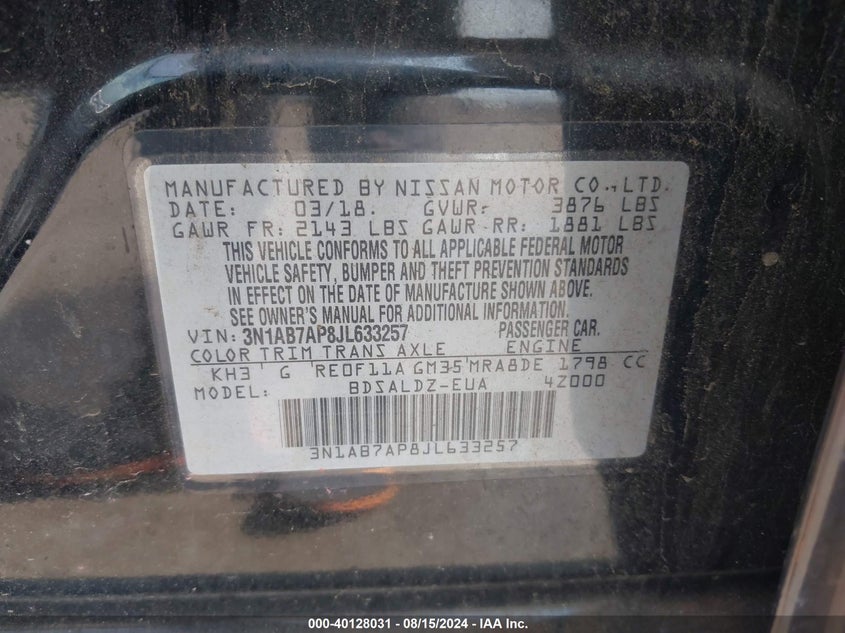 MANUFACTURED BY NISSAN MOTOR CO., LTD.
DATE: 03/18. GVWR: 3876 LBS
GAWR FR: 2143 LBS GAWR RR: 1881 LBS
THIS VEHICLE CONFORMS TO ALL APPLICABLE FEDERAL MOTOR
VEHICLE SAFETY, BUMPER AND THEFT PREVENTION STANDARDS
IN EFFECT ON THE DATE OF MANUFACTURE SHOWN ABOVE.
SEE OWNER'S MANUAL FOR ADDITIONAL INFORMATION.
VIN: 3N1AB7AP8JL633257 PASSENGER CAR.
COLOR TRIM TRANS AXLE ENGINE
KH3 G RE0F11A GM35 MRA8DE 1798 CC
MODEL: BDSALDZ-EUA 4Z000
3N1AB7AP8JL633257
000-40128031 - 08/15/2024 - IAA Inc.